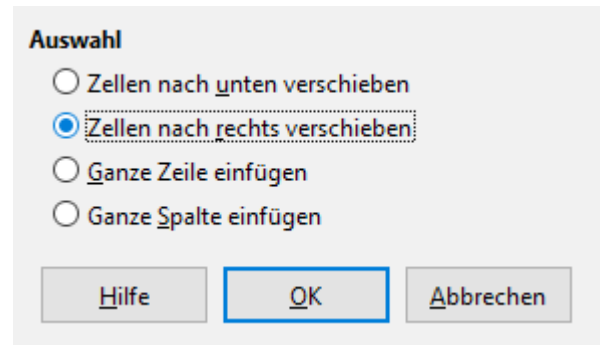 Auswahl
Zellen nach unten verschieben
Zellen nach rechts verschieben
Ganze Zeile einfügen
Ganze Spalte einfügen
Hilfe OK Abbrechen